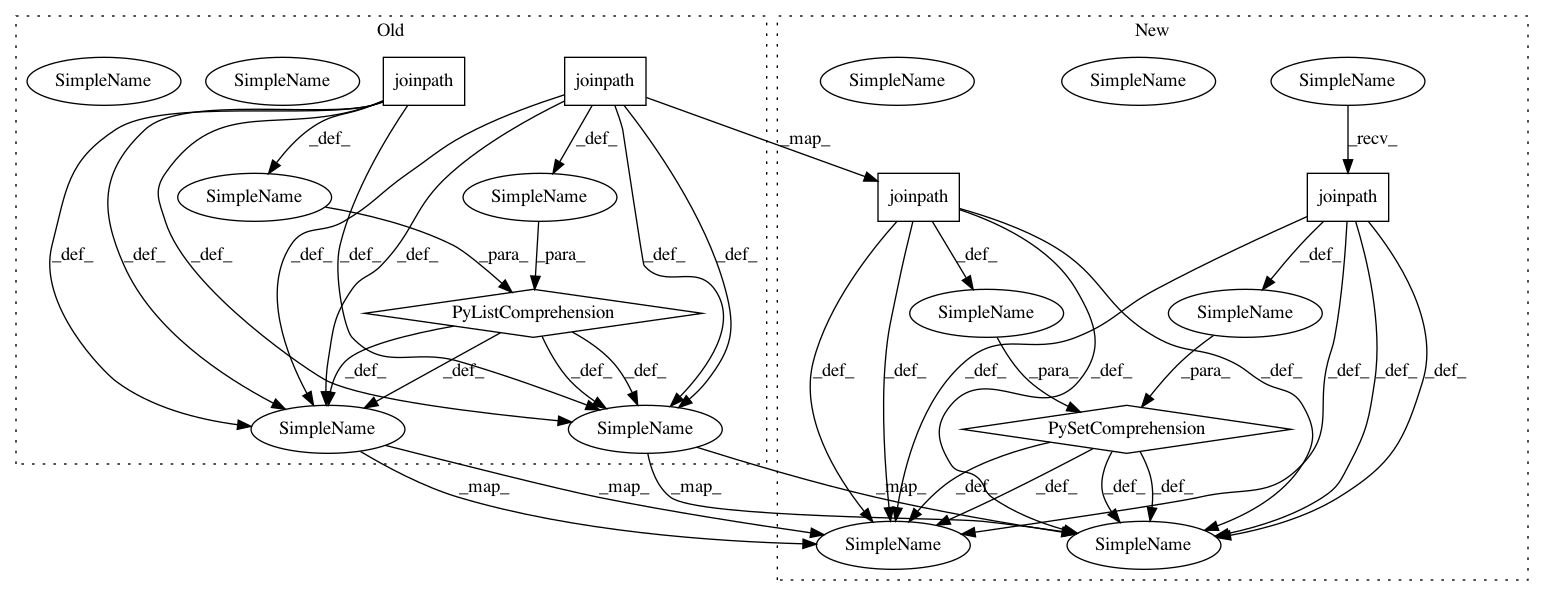 Old
New
SimpleName
SimpleName
joinpath
joinpath
SimpleName
SimpleName
SimpleName
_def_
_def_
_map_
_recv_
SimpleName
SimpleName
joinpath
joinpath
_def_
_def_
_def_
_def_
_def_
_def_
_para_
_para_
_def_
_def_
_def_
_def_
PyListComprehension
SimpleName
SimpleName
_def_
_def_
_def_
_def_
_def_
_def_
_def_
_para_
_def_
_def_
_para_
_def_
_def_
_def_
SimpleName
SimpleName
PySetComprehension
_map_
_map_
_map_
_map_
_def_
_def_
_def_
_def_
SimpleName
SimpleName